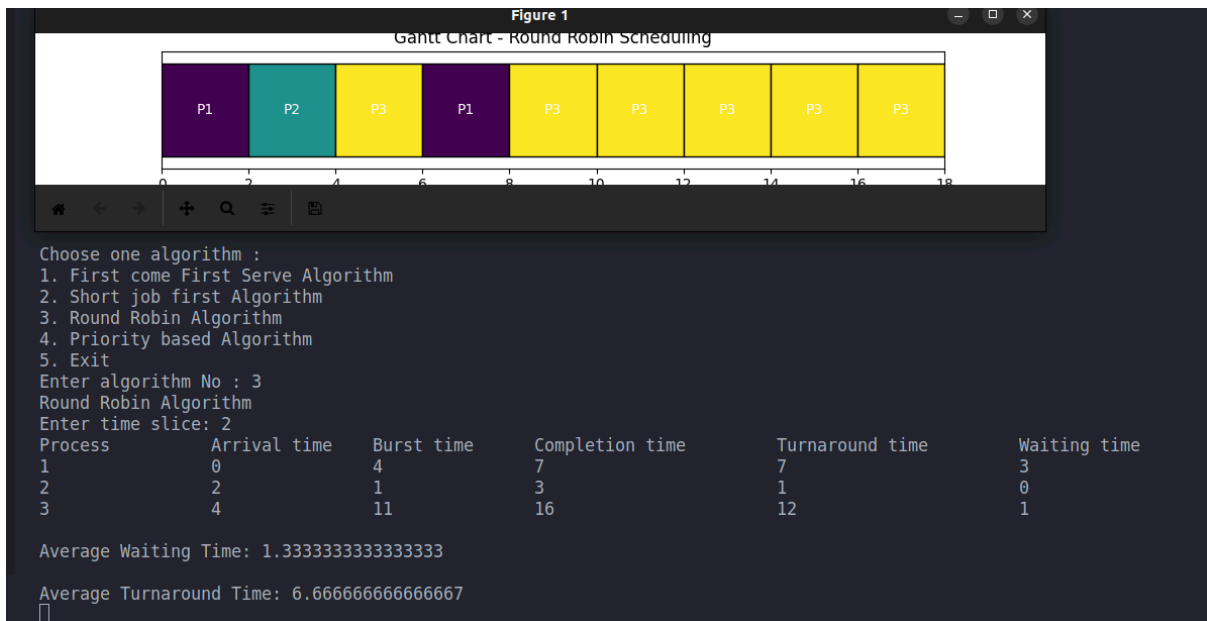 Figure 1
Gantt Chart - Round Robin Scheduling
P1 P2 P3 P1 P3 P3 P3 P3 P3
0 2 4 6 8 10 12 14 16 18
Choose one algorithm :
1. First come First Serve Algorithm
2. Short job first Algorithm
3. Round Robin Algorithm
4. Priority based Algorithm
5. Exit
Enter algorithm No : 3
Round Robin Algorithm
Enter time slice: 2
Process Arrival time Burst time Completion time Turnaround time Waiting time
1 0 4 7 7 3
2 2 1 3 1 0
3 4 11 16 12 1
Average Waiting Time: 1.3333333333333333
Average Turnaround Time: 6.666666666666667